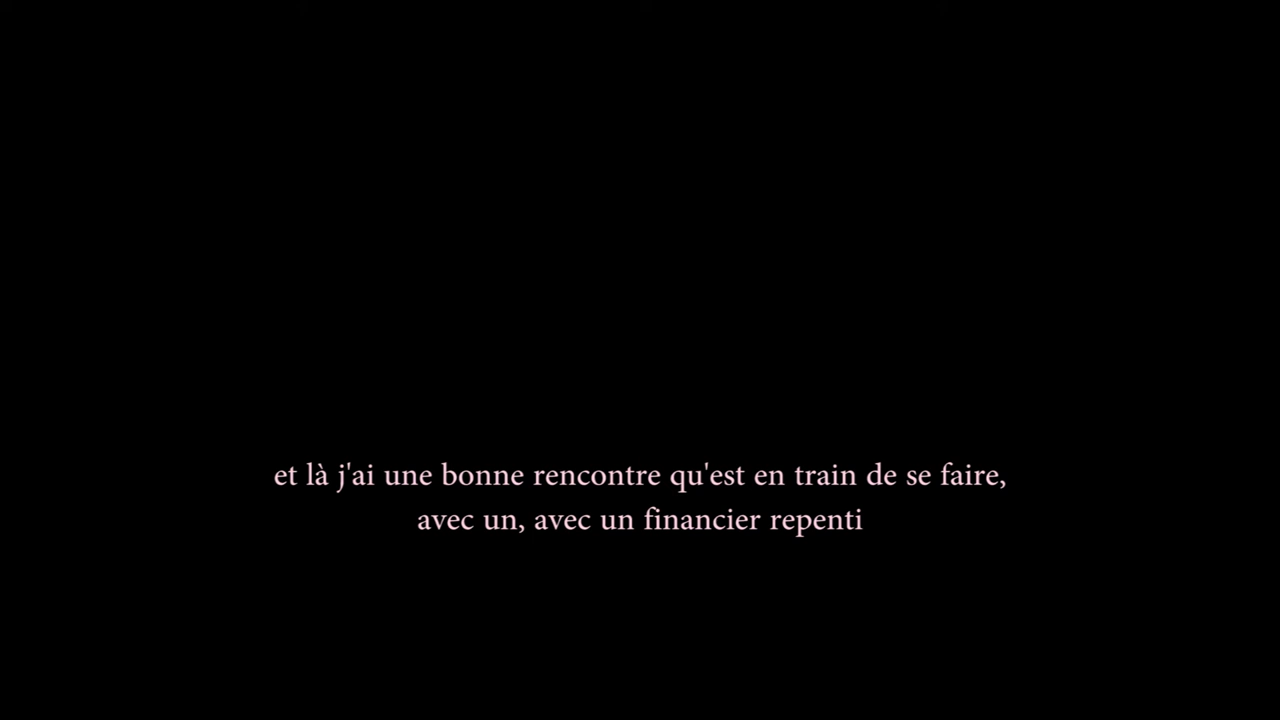 et là j'ai une bonne rencontre qu'est en train de se faire,
avec un, avec un financier repenti